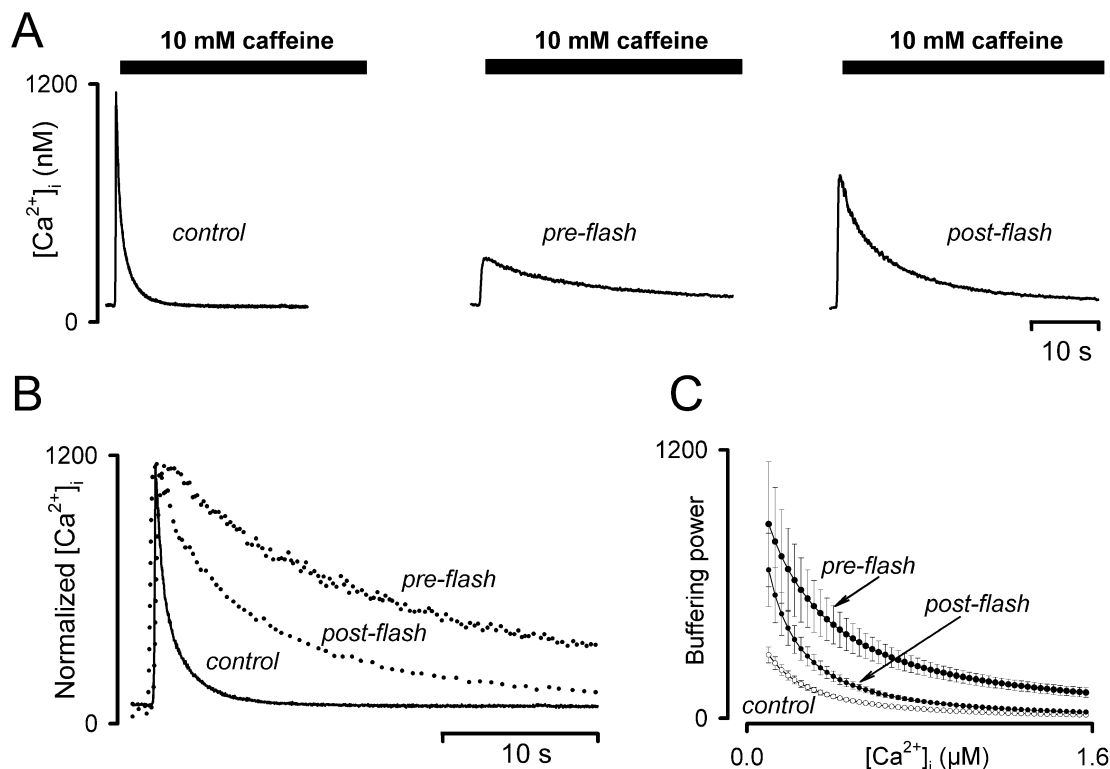 A
10 mM caffeine 10 mM caffeine 10 mM caffeine
1200
[Ca²⁺]ᵢ (nM)
control pre-flash post-flash
0
10 s
B
1200
Normalized [Ca²⁺]ᵢ
pre-flash
post-flash
control
0
10 s
C
1200
Buffering power
pre-flash
post-flash
control
0
0.0 [Ca²⁺]ᵢ (µM) 1.6